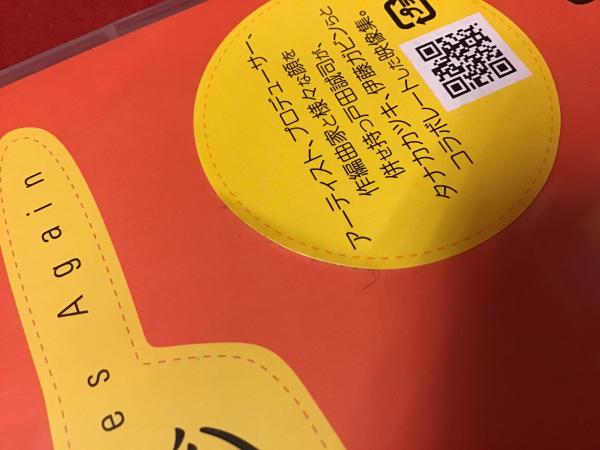 アーティスト、プロデューサー、
作編曲家と様々な顔を
併せ持つ戸田誠司が、
タナカカツキ、伊藤ガビンらと
コラボレートした映像集。
es Again